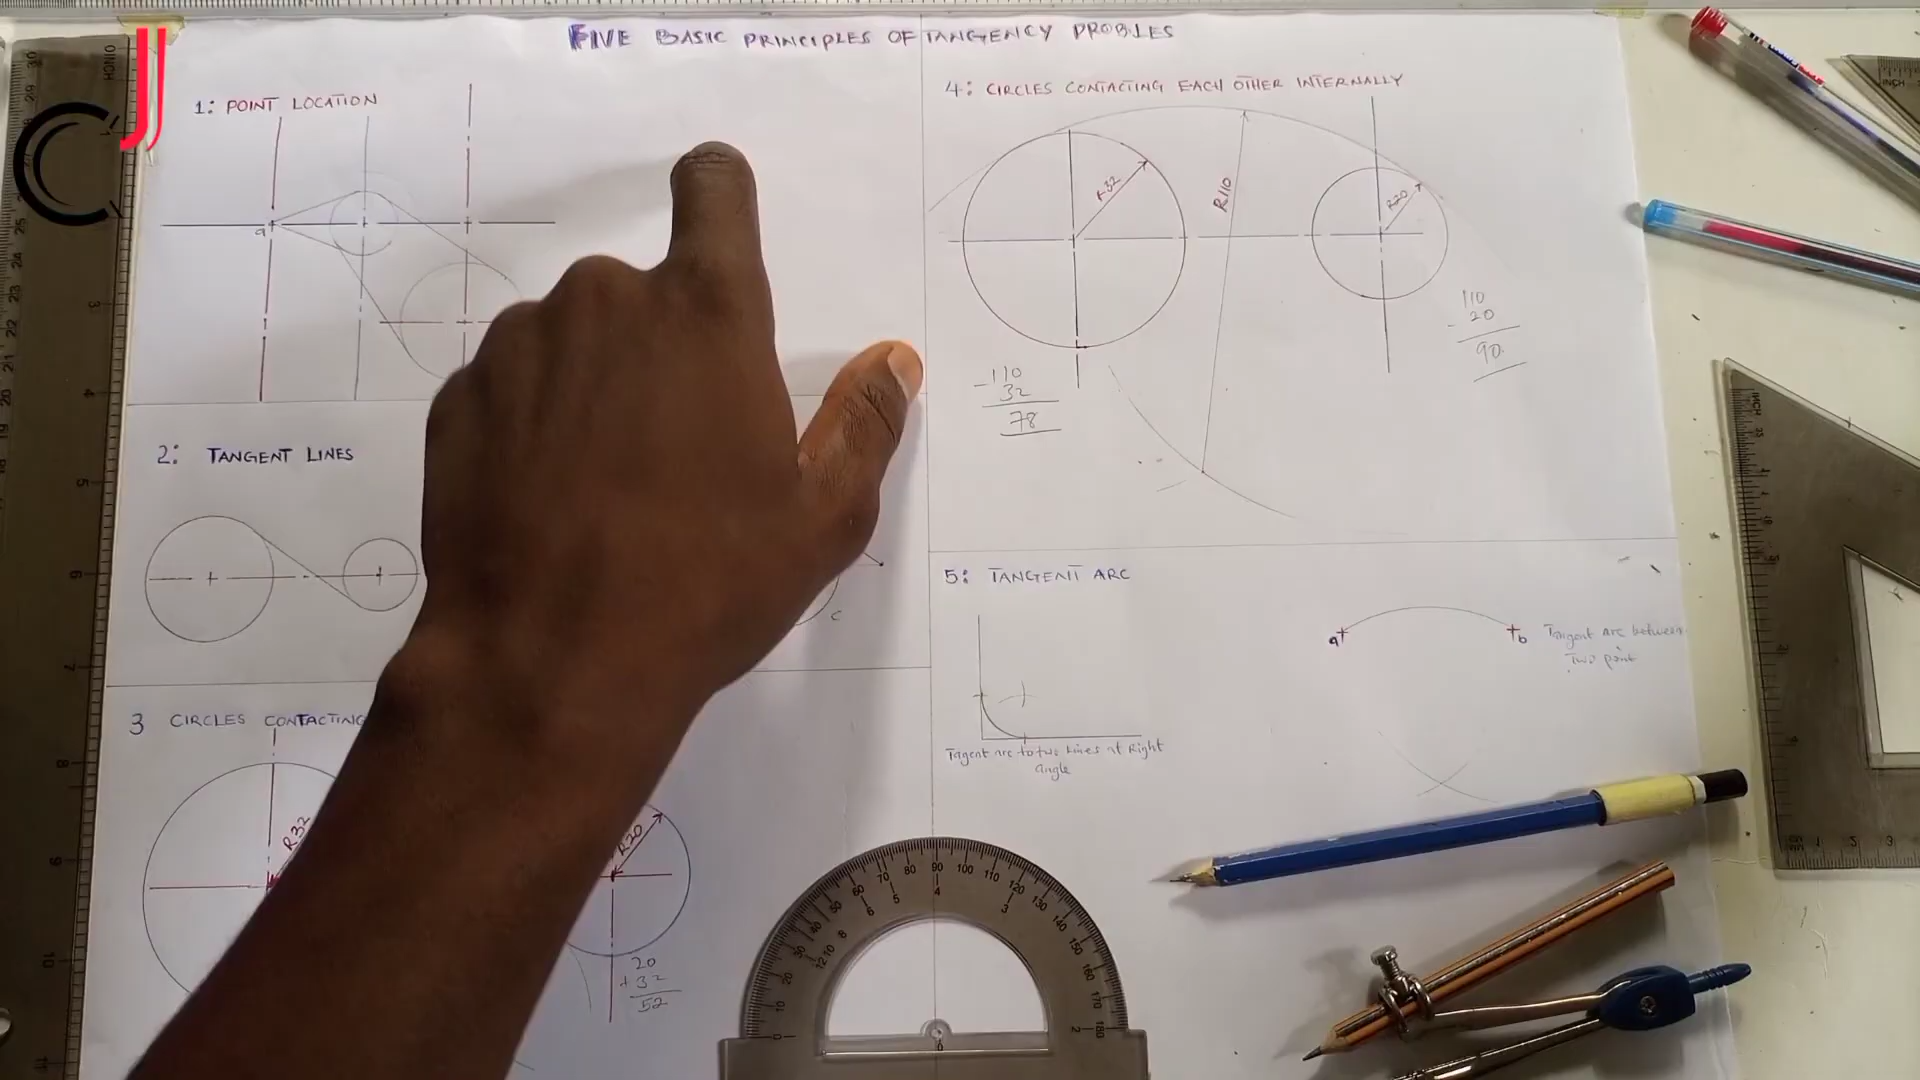 FIVE BASIC PRINCIPLES OF TANGENCY PROBLES
1: POINT LOCATION
a
2: TANGENT LINES
c
3 CIRCLES CONTACTING
R32
R20
20
+32
52
4: CIRCLES CONTACTING EACH OTHER INTERNALLY
R32
R110
R20
110
- 20
90
-110
32
78
5: TANGENT ARC
a
b
Tangent Arc between
Two point
Tagent arc to two lines at Right
angle